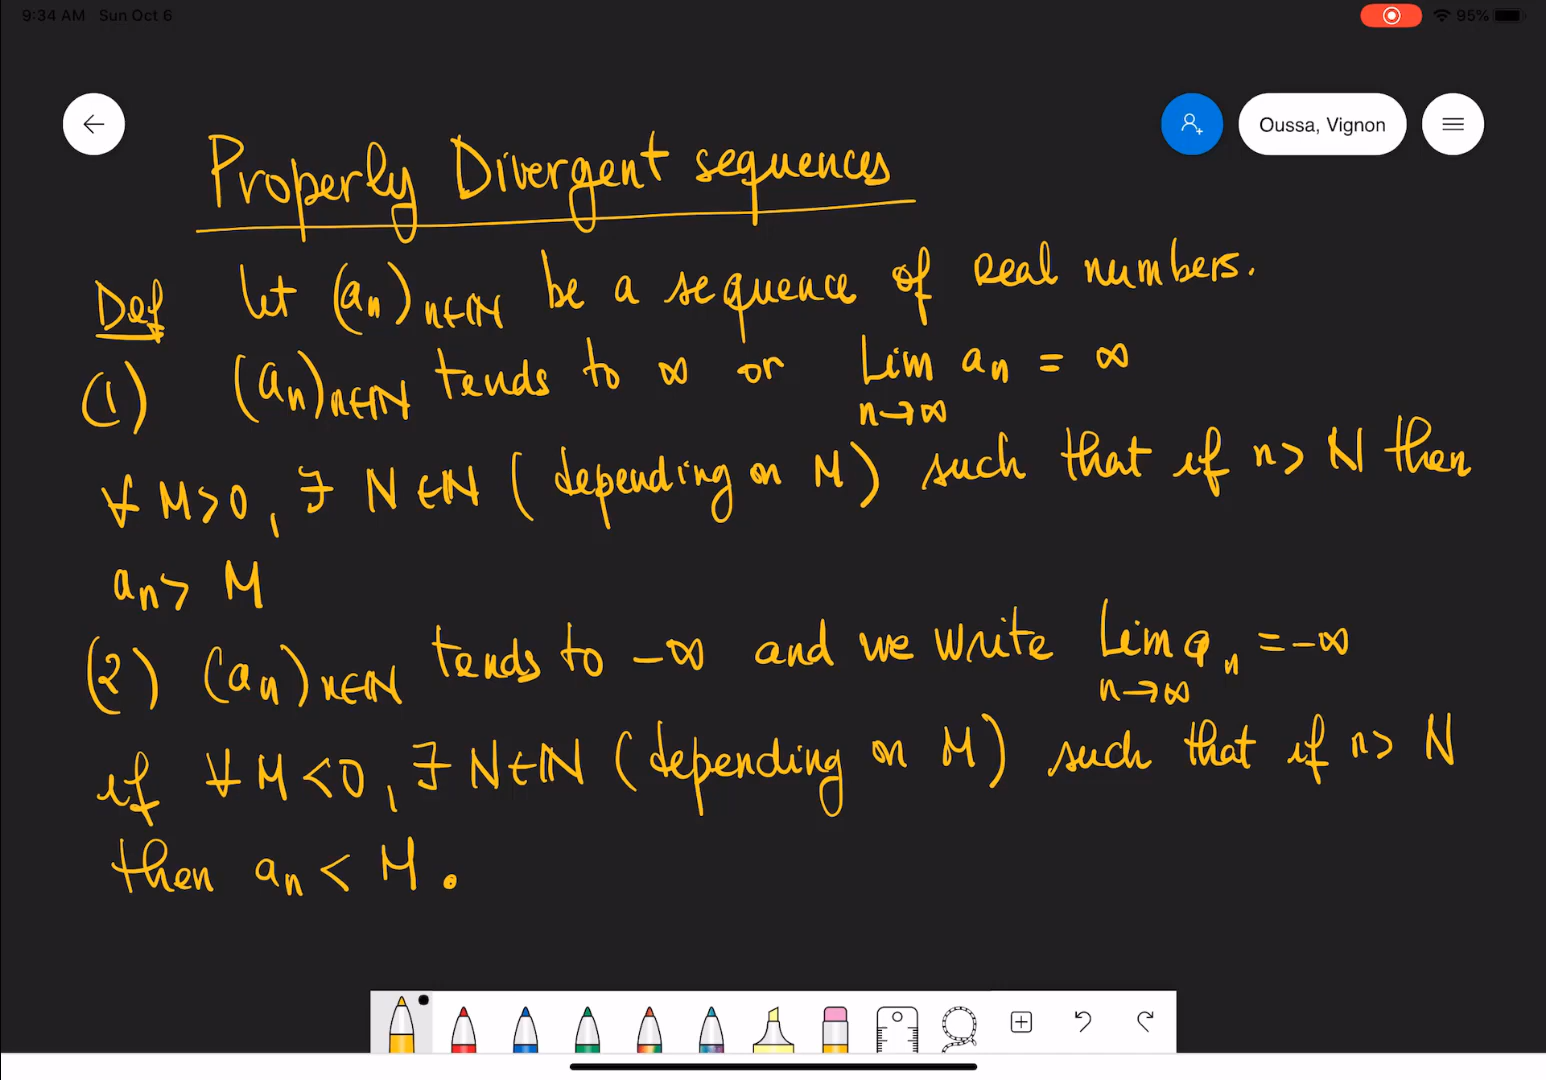 9:34 AM Sun Oct 6
95%
Oussa, Vignon
Properly Divergent sequences
Def let (aₙ)ₙ∈ℕ be a sequence of real numbers.
(1) (aₙ)ₙ∈ℕ tends to ∞ or Lim aₙ = ∞
n→∞
∀ M>0, ∃ N∈ℕ (depending on M) such that if n> N then
aₙ> M
(2) (aₙ)ₙ∈ℕ tends to -∞ and we write Lim aₙ = -∞
n→∞
if ∀ M<0, ∃ N∈ℕ (depending on M) such that if n> N
then aₙ < M.